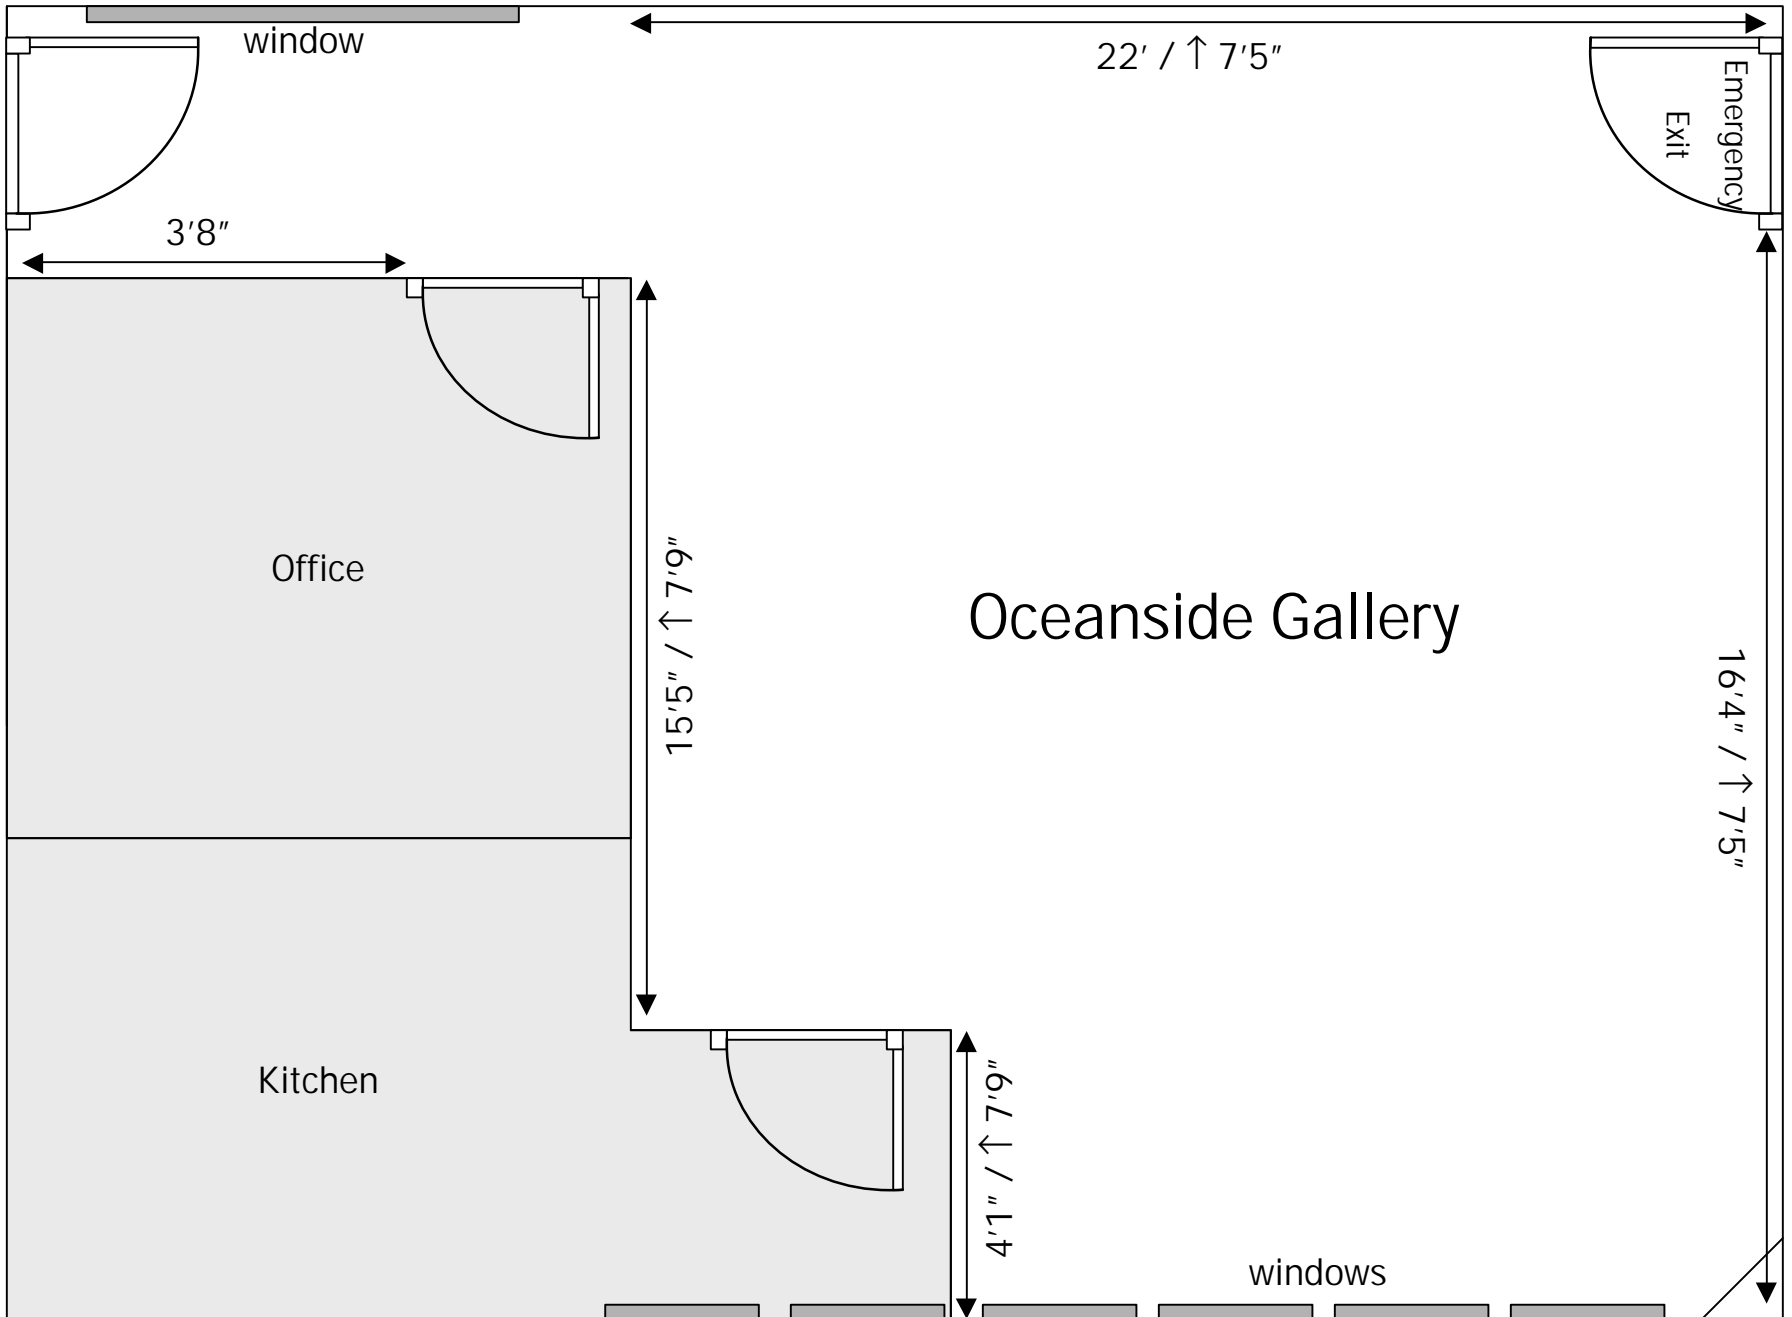 window
22' / ↑ 7'5"
Emergency
Exit
3'8"
Office
15'5" / ↑ 7'9"
Oceanside Gallery
16'4" / ↑ 7'5"
Kitchen
4'1" / ↑ 7'9"
windows